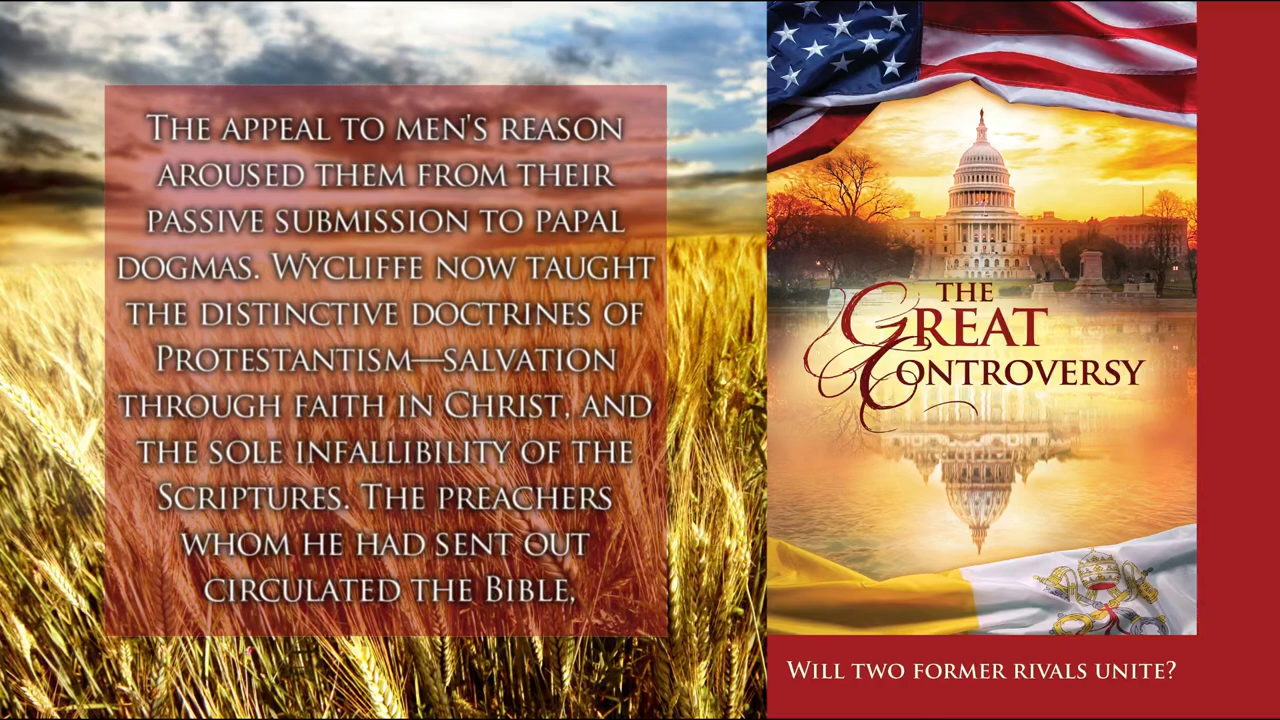 The appeal to men's reason
aroused them from their
passive submission to papal
dogmas. Wycliffe now taught
the distinctive doctrines of
Protestantism—salvation
through faith in Christ, and
the sole infallibility of the
Scriptures. The preachers
whom he had sent out
circulated the Bible,
The
Great
Controversy
Will two former rivals unite?